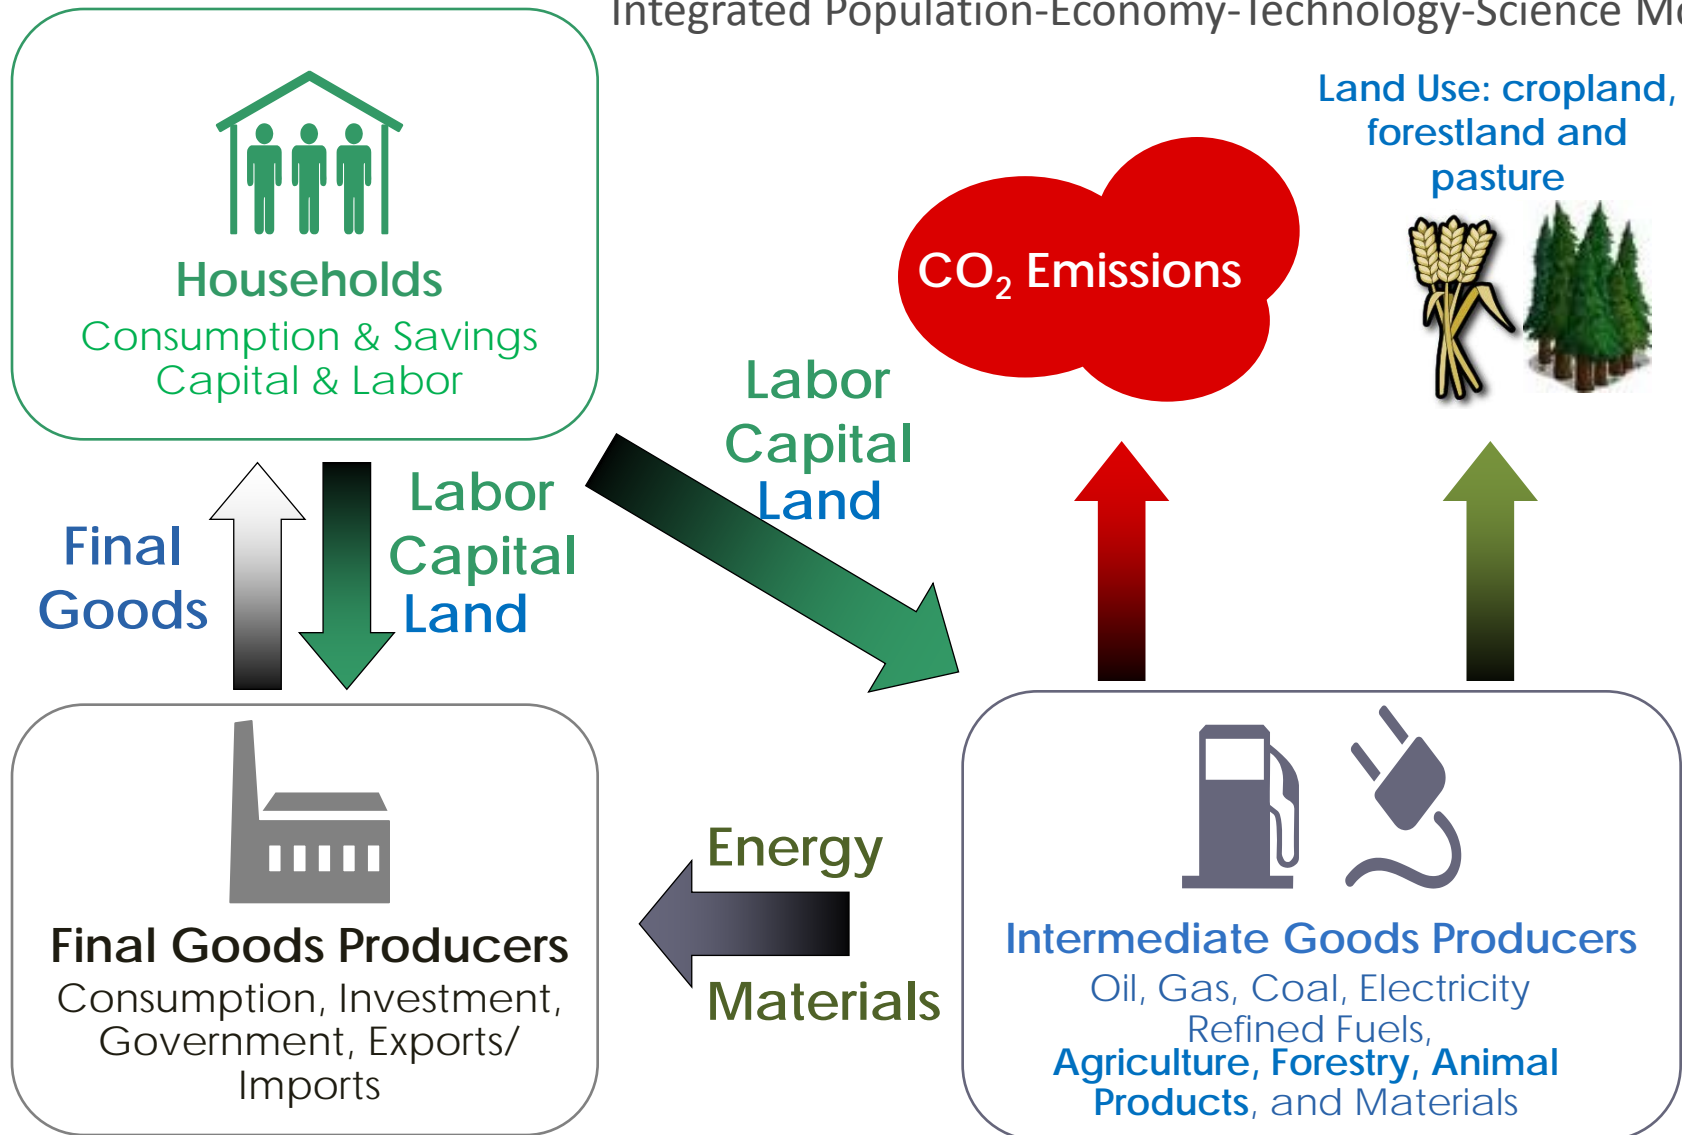 Integrated Population-Economy-Technology-Science
Land Use: cropland,
forestland and
pasture
Households
Consumption & Savings
Capital & Labor
CO₂ Emissions
Labor
Capital
Land
Final
Goods
Labor
Capital
Land
Energy
Materials
Final Goods Producers
Consumption, Investment,
Government, Exports/
Imports
Intermediate Goods Producers
Oil, Gas, Coal, Electricity
Refined Fuels,
Agriculture, Forestry, Animal
Products, and Materials